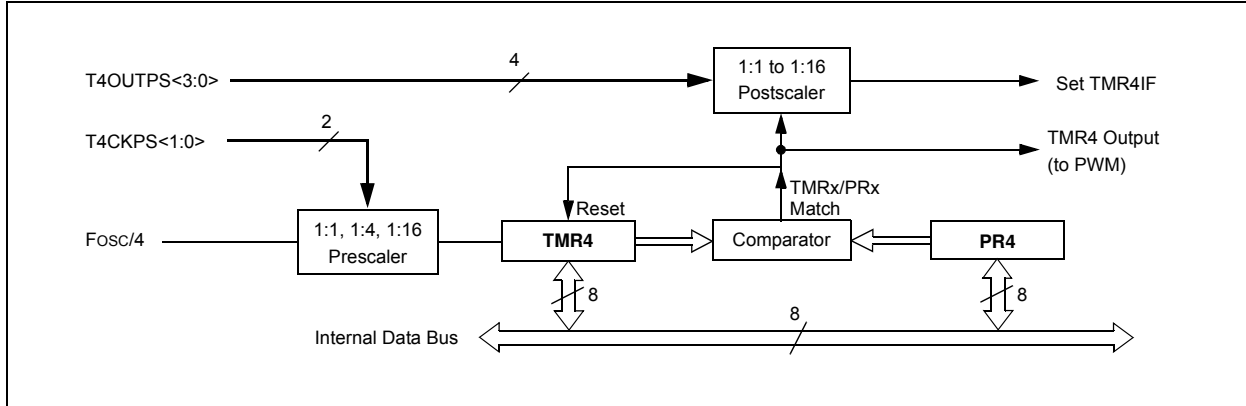 T4OUTPS<3:0>
4
1:1 to 1:16
Postscaler
Set TMR4IF
T4CKPS<1:0>
2
TMR4 Output
(to PWM)
TMRx/PRx
Match
Reset
FOSC/4
1:1, 1:4, 1:16
Prescaler
TMR4
Comparator
PR4
8
8
8
Internal Data Bus